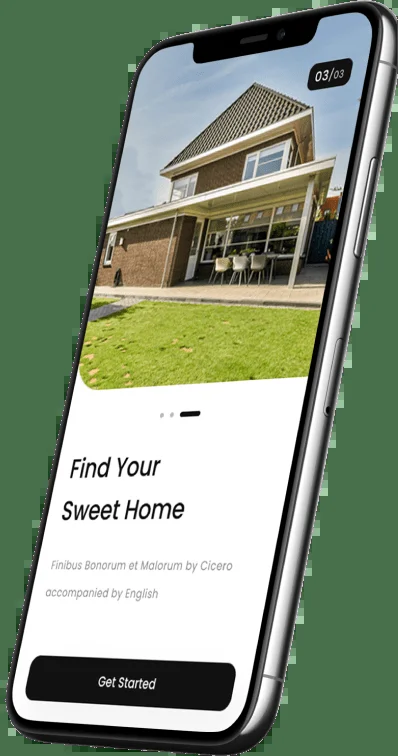 03/03
Find Your
Sweet Home
Finibus Bonorum et Malorum by Cicero
accompanied by English
Get Started